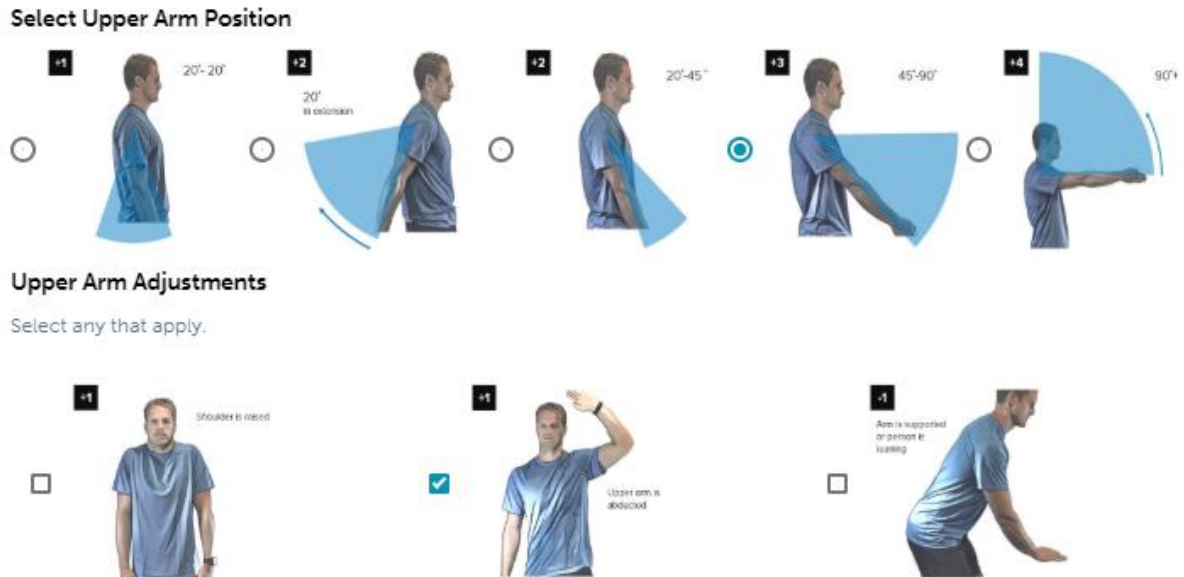 Select Upper Arm Position
+1
20°- 20°
+2
20°
in extension
+2
20°-45°
+3
45°-90°
+4
90°+
Upper Arm Adjustments
Select any that apply.
+1
Shoulder is raised
+1
Upper arm is
abducted
-1
Arm is supported
or person is
leaning